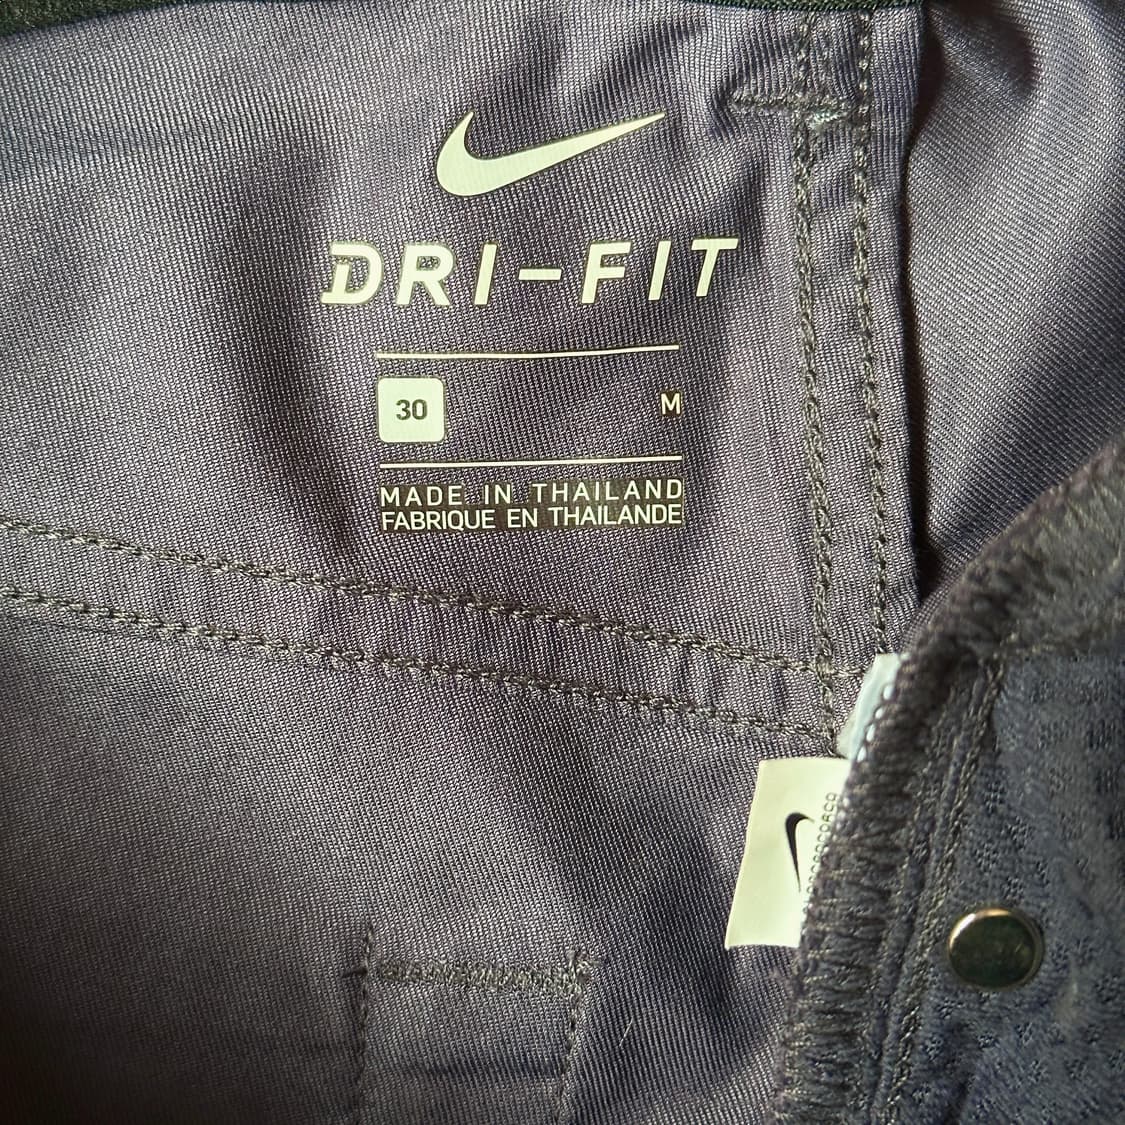 DRI-FIT
30 M
MADE IN THAILAND
FABRIQUE EN THAILANDE